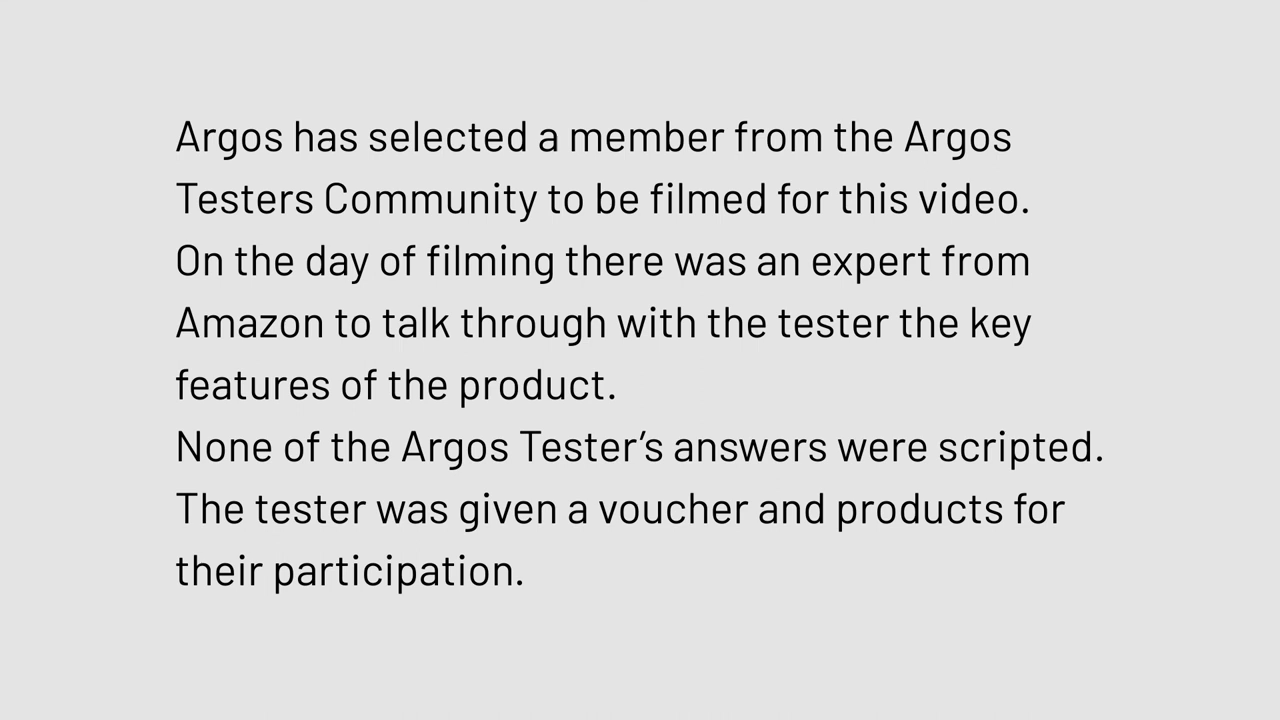 Argos has selected a member from the Argos
Testers Community to be filmed for this video.
On the day of filming there was an expert from
Amazon to talk through with the tester the key
features of the product.
None of the Argos Tester’s answers were scripted.
The tester was given a voucher and products for
their participation.